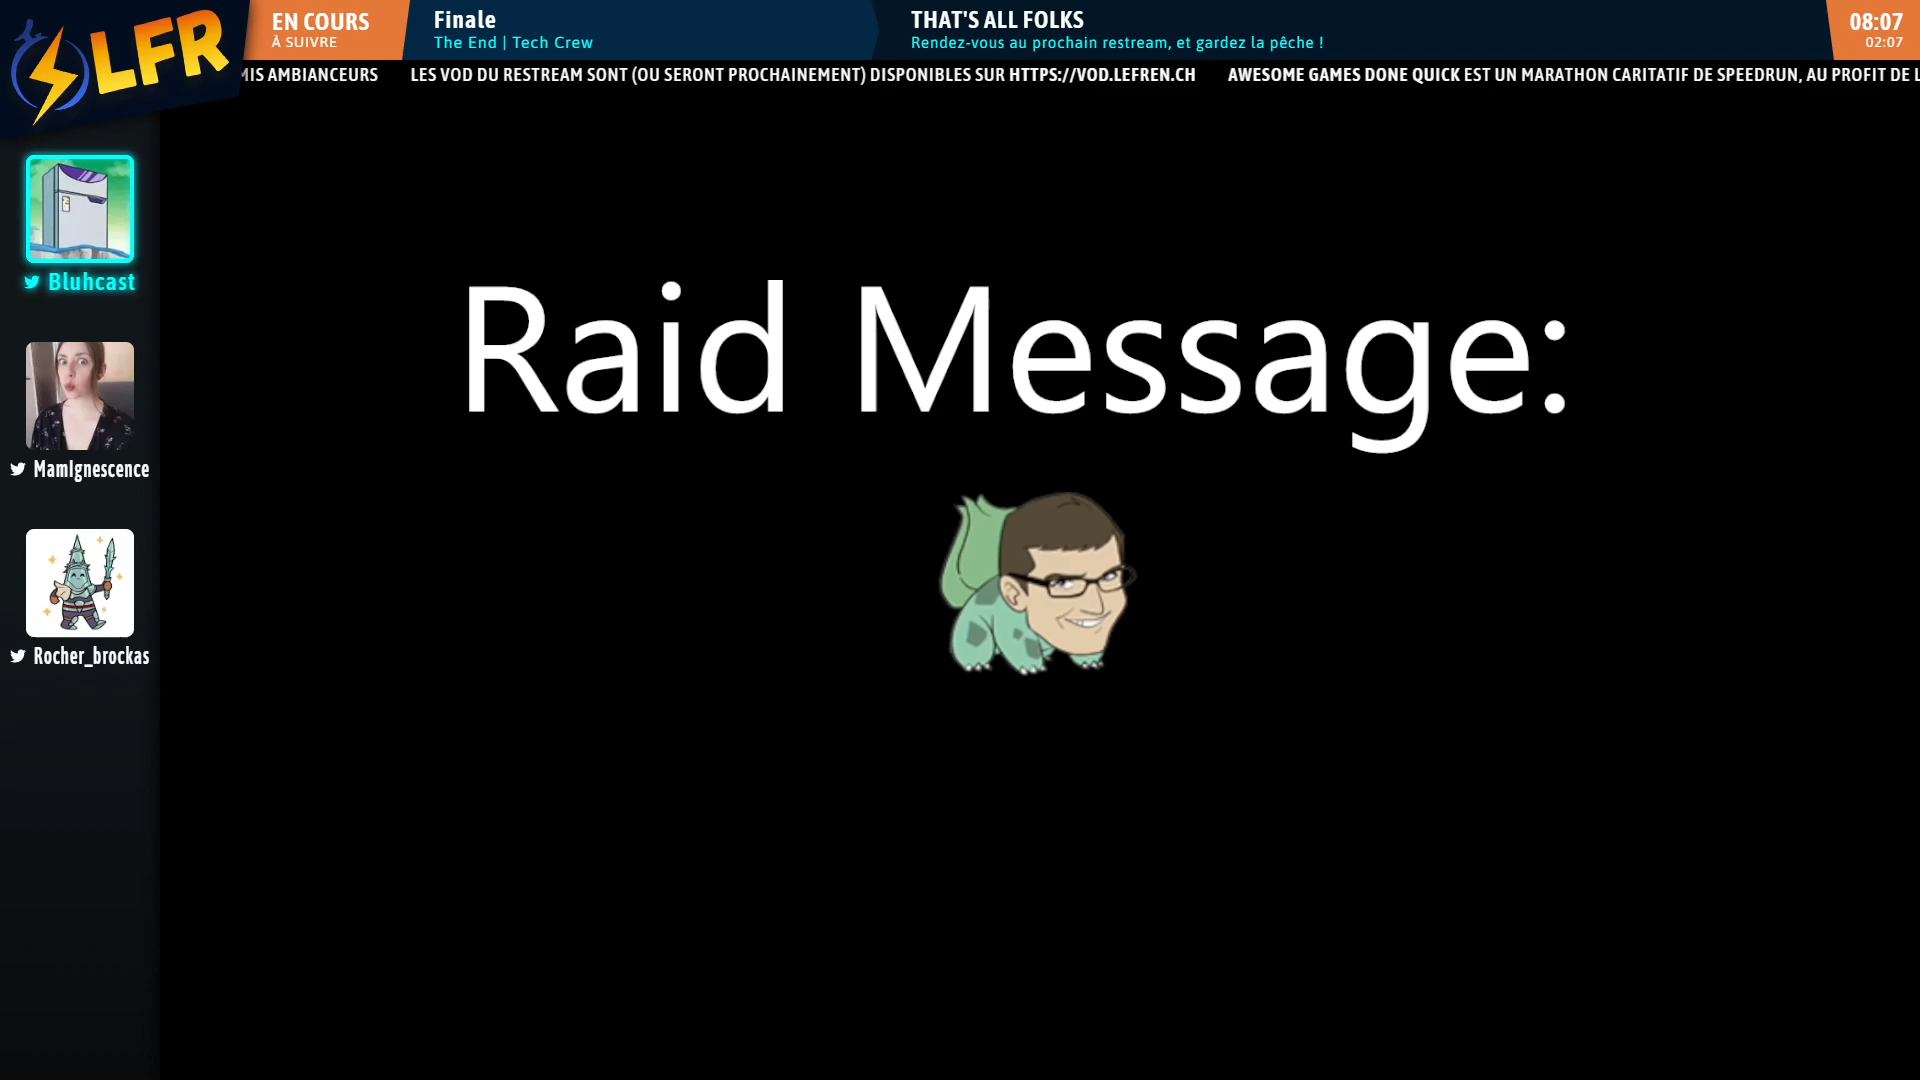 LFR
EN COURS
À SUIVRE
Finale
The End | Tech Crew
THAT'S ALL FOLKS
Rendez-vous au prochain restream, et gardez la pêche !
08:07
02:07
MIS AMBIANCEURS LES VOD DU RESTREAM SONT (OU SERONT PROCHAINEMENT) DISPONIBLES SUR HTTPS://VOD.LEFREN.CH AWESOME GAMES DONE QUICK EST UN MARATHON CARITATIF DE SPEEDRUN, AU PROFIT DE L
Bluhcast
MamIgnescence
Rocher_brockas
Raid Message: